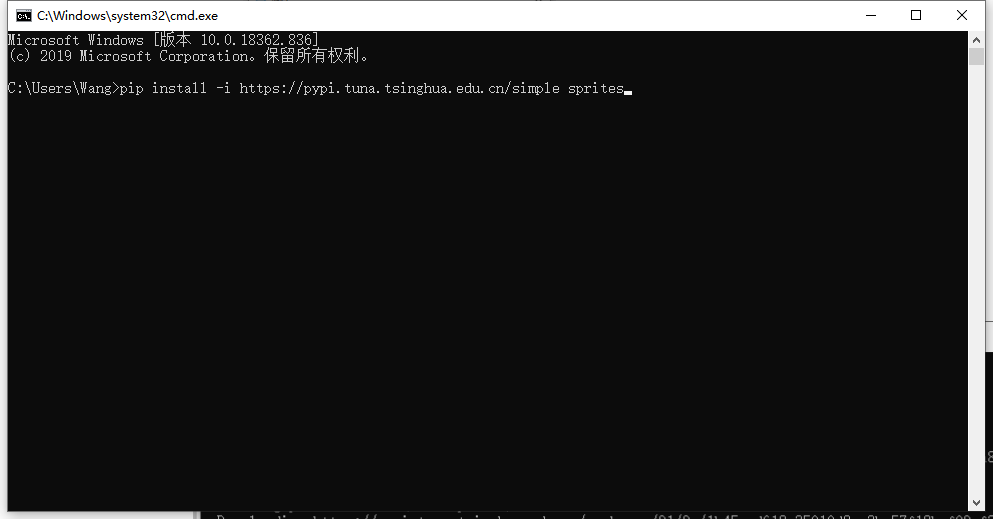 C:\Windows\system32\cmd.exe
Microsoft Windows [版本 10.0.18362.836]
(c) 2019 Microsoft Corporation。保留所有权利。
C:\Users\Wang>pip install -i https://pypi.tuna.tsinghua.edu.cn/simple sprites